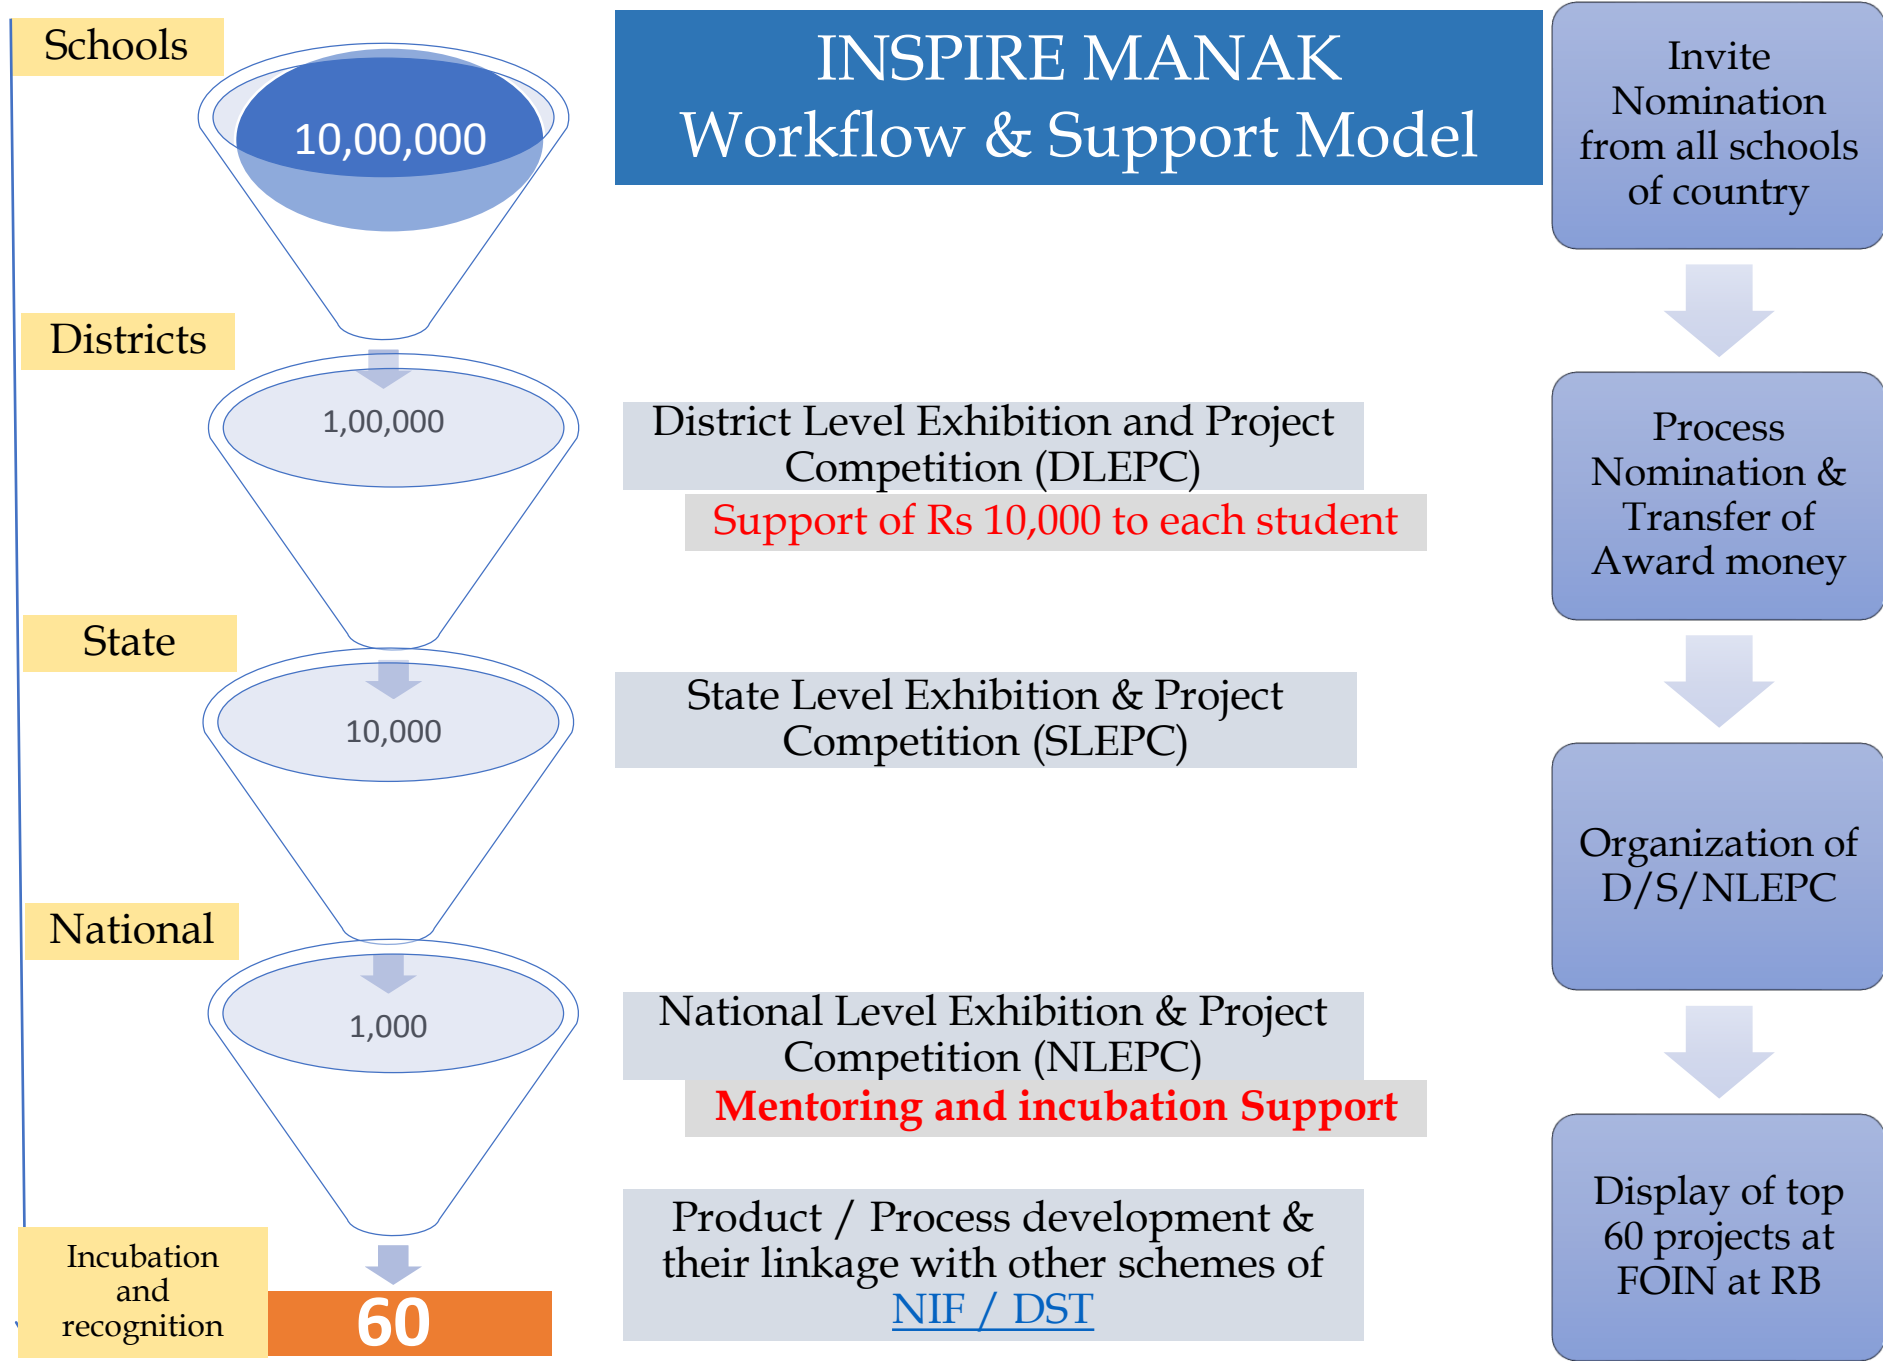 Schools
10,00,000
INSPIRE MANAK
Workflow & Support Model
Districts
1,00,000
District Level Exhibition and Project
Competition (DLEPC)
Support of Rs 10,000 to each student
State
10,000
State Level Exhibition & Project
Competition (SLEPC)
National
1,000
National Level Exhibition & Project
Competition (NLEPC)
Mentoring and incubation Support
Incubation
and
recognition
60
Product / Process development &
their linkage with other schemes of
NIF / DST
Invite
Nomination
from all schools
of country
Process
Nomination &
Transfer of
Award money
Organization of
D/S/NLEPC
Display of top
60 projects at
FOIN at RB